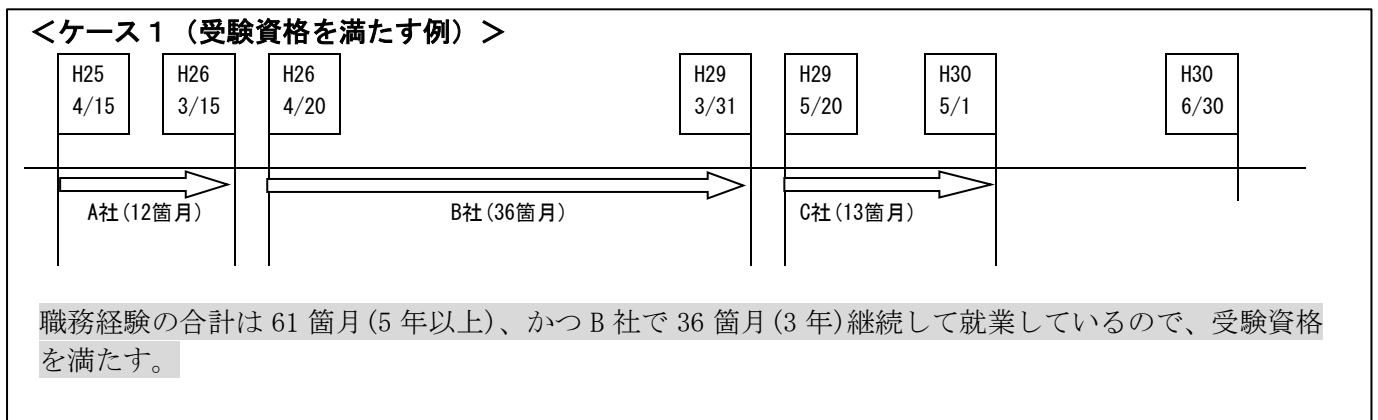 ＜ケース１（受験資格を満たす例）＞
H25
4/15
H26
3/15
H26
4/20
H29
3/31
H29
5/20
H30
5/1
H30
6/30
A社(12箇月)
B社(36箇月)
C社(13箇月)
職務経験の合計は 61 箇月(5 年以上)、かつ B 社で 36 箇月(3 年)継続して就業しているので、受験資格
を満たす。